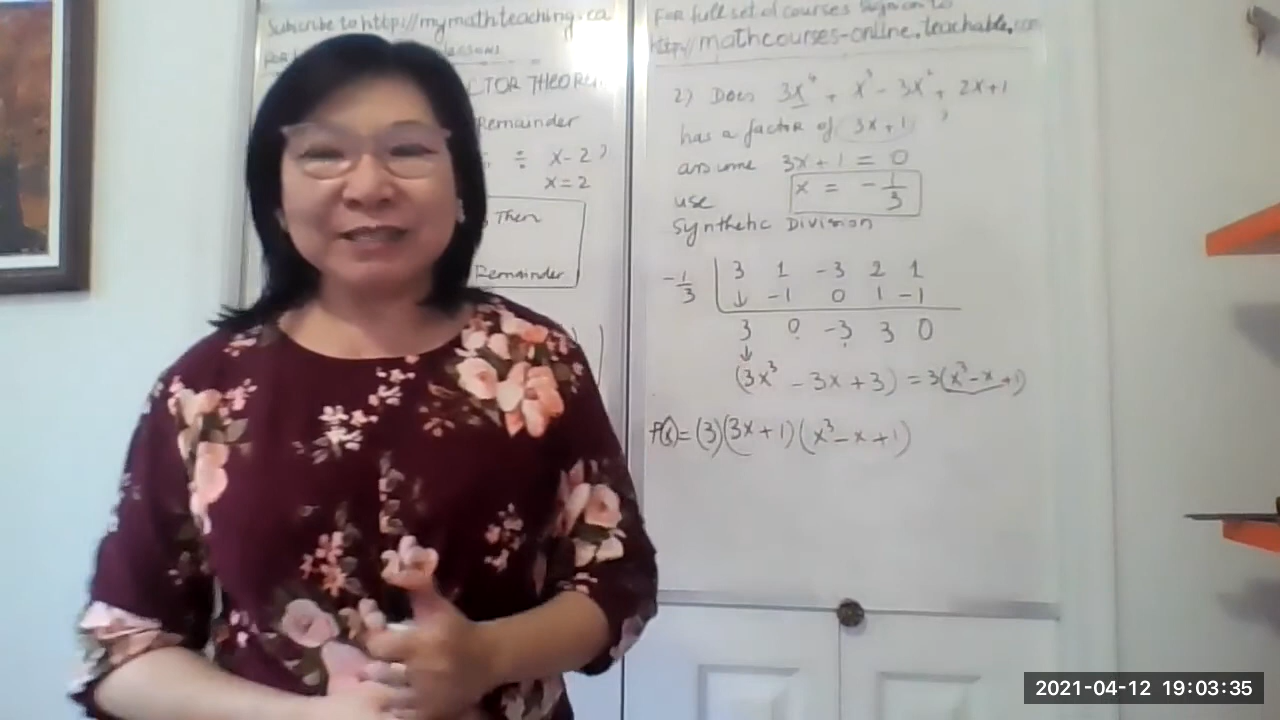 Subscribe to http://mymathteaching.ca
FOR
CTOR THEOREM
Remainder
÷ x-2 )
x=2
, Then
Remainder
For full set of courses sign on to
http://mathcourses-online.teachable.com
2) Does 3x⁴ + x³ - 3x² + 2x+1
has a factor of 3x+1 ?
assume 3x+1 = 0
use x = -1/3
Synthetic Division
-1/3 | 3 1 -3 2 1
↓ -1 0 1 -1
3 0 -3 3 0
↓
(3x³ - 3x + 3) = 3(x³-x+1)
P(x) = (3)(3x+1)(x³-x+1)
2021-04-12 19:03:35